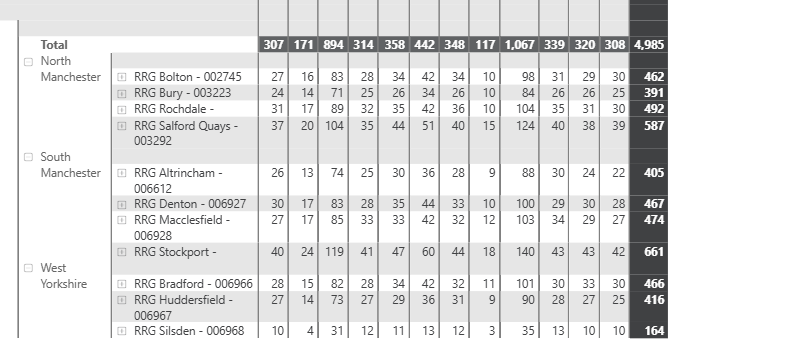 Total 307 171 894 314 358 442 348 117 1,067 339 320 308 4,985
North
Manchester RRG Bolton - 002745 27 16 83 28 34 42 34 10 98 31 29 30 462
RRG Bury - 003223 24 14 71 25 26 34 26 10 84 26 26 25 391
RRG Rochdale - 31 17 89 32 35 42 36 10 104 35 31 30 492
RRG Salford Quays - 37 20 104 35 44 51 40 15 124 40 38 39 587
003292
South
Manchester RRG Altrincham - 26 13 74 25 30 36 28 9 88 30 24 22 405
006612
RRG Denton - 006927 30 17 83 28 35 44 33 10 100 29 30 28 467
RRG Macclesfield - 27 17 85 33 33 42 32 12 103 34 29 27 474
006928
RRG Stockport - 40 24 119 41 47 60 44 18 140 43 43 42 661
West
Yorkshire RRG Bradford - 006966 28 15 82 28 34 42 32 11 101 30 33 30 466
RRG Huddersfield - 27 14 73 27 29 36 31 9 90 28 27 25 416
006967
RRG Silsden - 006968 10 4 31 12 11 13 12 3 35 13 10 10 164